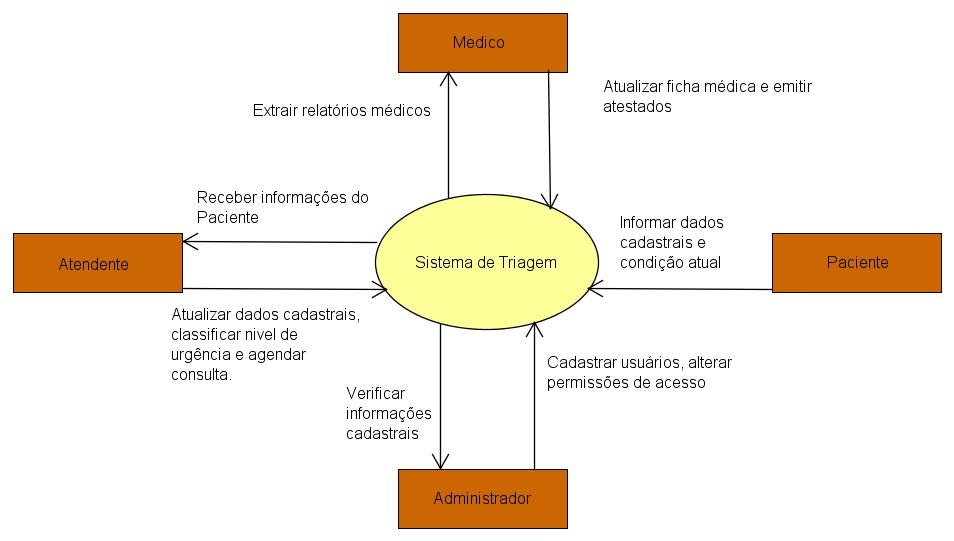 Medico
Atualizar ficha médica e emitir
atestados
Extrair relatórios médicos
Receber informações do
Paciente
Informar dados
cadastrais e
condição atual
Atendente
Sistema de Triagem
Paciente
Atualizar dados cadastrais,
classificar nivel de
urgência e agendar
consulta.
Cadastrar usuários, alterar
permissões de acesso
Verificar
informações
cadastrais
Administrador